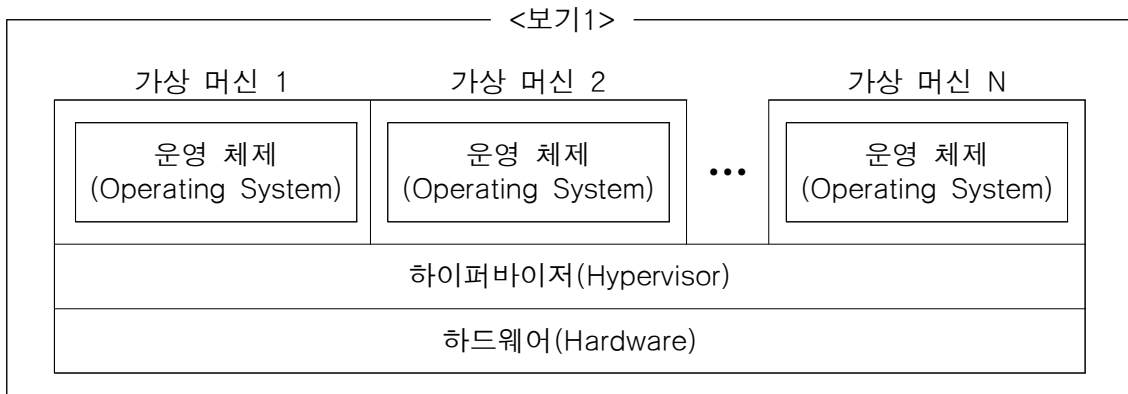 <보기1>
가상 머신 1 가상 머신 2 가상 머신 N
운영 체제 운영 체제 운영 체제
(Operating System) (Operating System) ••• (Operating System)
하이퍼바이저(Hypervisor)
하드웨어(Hardware)